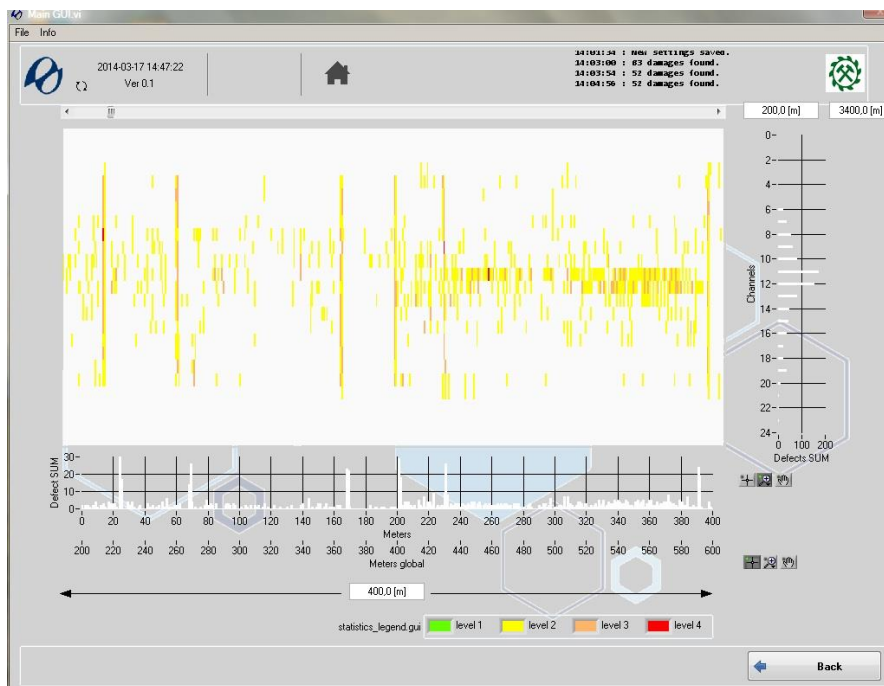 Main GUI.vi
File Info
2014-03-17 14:47:22
Ver 0.1
14:01:34 : New settings saved.
14:03:00 : 83 damages found.
14:03:54 : 52 damages found.
14:04:56 : 52 damages found.
200,0 [m] 3400,0 [m]
0
2
4
6
8
10
12
14
16
18
20
22
24
Channels
0 100 200
Defects SUM
Defect SUM
30
20
10
0
0 20 40 60 80 100 120 140 160 180 200 220 240 260 280 300 320 340 360 380 400
Meters
200 220 240 260 280 300 320 340 360 380 400 420 440 460 480 500 520 540 560 580 600
Meters global
400,0 [m]
statistics_legend.gui level 1 level 2 level 3 level 4
Back